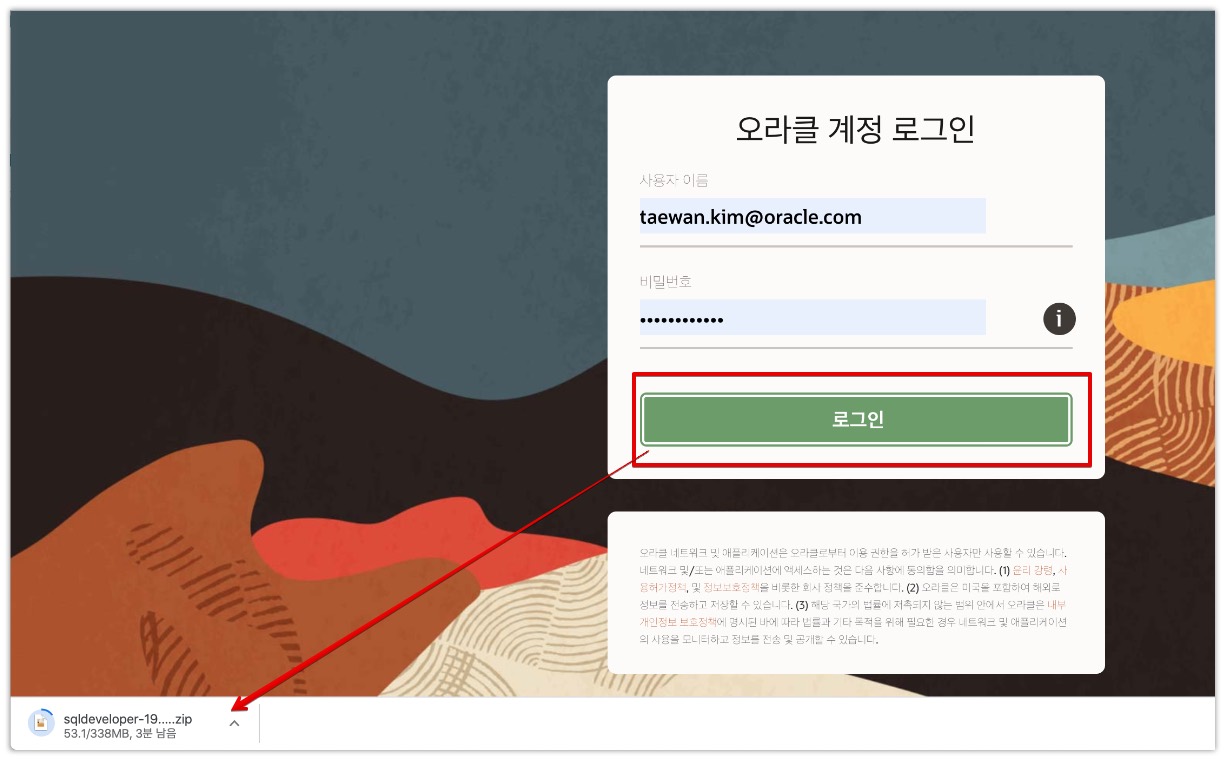 오라클 계정 로그인
사용자 이름
taewan.kim@oracle.com
비밀번호
••••••••••••
i
로그인
오라클 네트워크 및 애플리케이션은 오라클로부터 이용 권한을 허가 받은 사용자만 사용할 수 있습니다.
네트워크 및/또는 어플리케이션에 액세스하는 것은 다음 사항에 동의함을 의미합니다. (1) 윤리 강령, 사
용허가정책, 및 정보보호정책을 비롯한 회사 정책을 준수합니다. (2) 오라클은 미국을 포함하여 해외로
정보를 전송하고 저장할 수 있습니다. (3) 해당 국가의 법률에 저촉되지 않는 범위 안에서 오라클은 내부
개인정보 보호정책에 명시된 바에 따라 법률과 기타 목적을 위해 필요한 경우 네트워크 및 애플리케이션
의 사용을 모니터하고 정보를 전송 및 공개할 수 있습니다.
sqldeveloper-19.....zip
53.1/338MB, 3분 남음